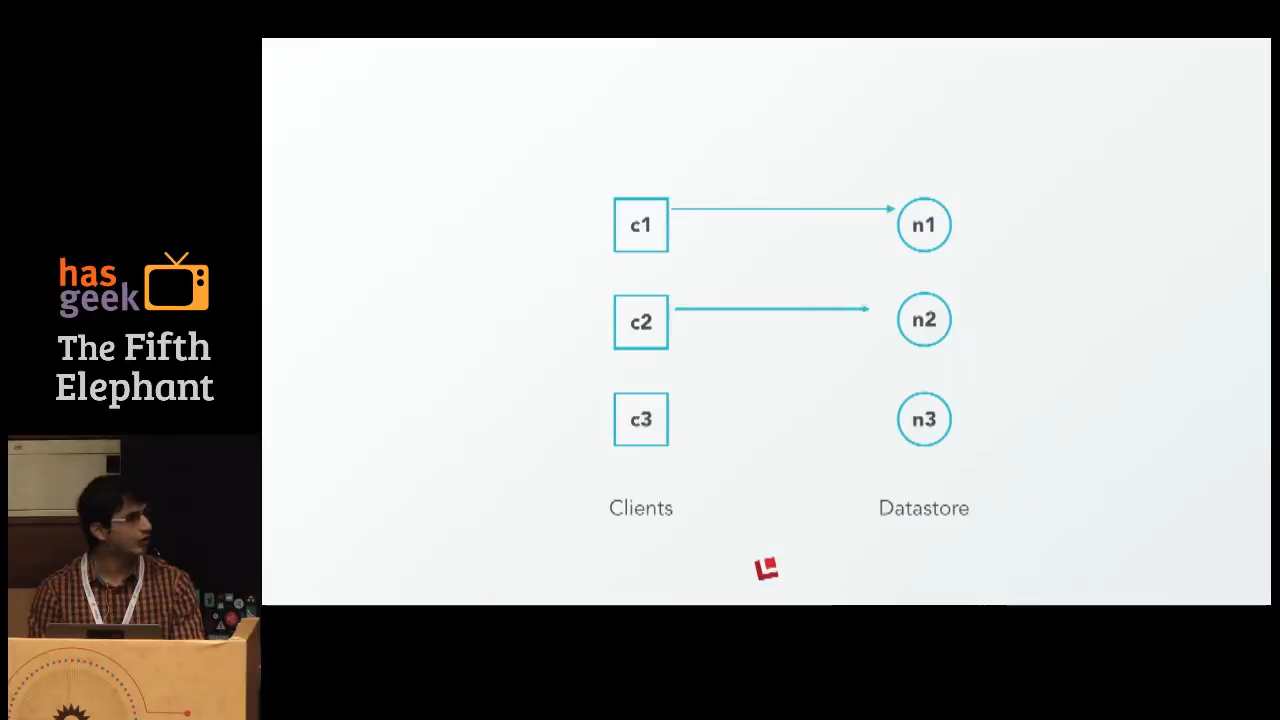 has
geek
The Fifth
Elephant
c1
n1
c2
n2
c3
n3
Clients
Datastore